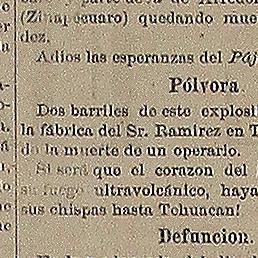 (Zinapecuaro) quedando mue
dez.
Adios las esperanzas del Páj
Pólvora.
Dos barriles de este explosi
la fábrica del Sr. Ramirez en T
do la muerte de un operario.
Si será que el corazon del
su fuego ultravolcánico, haya
sus chispas hasta Tehuacan!
Defuncion.